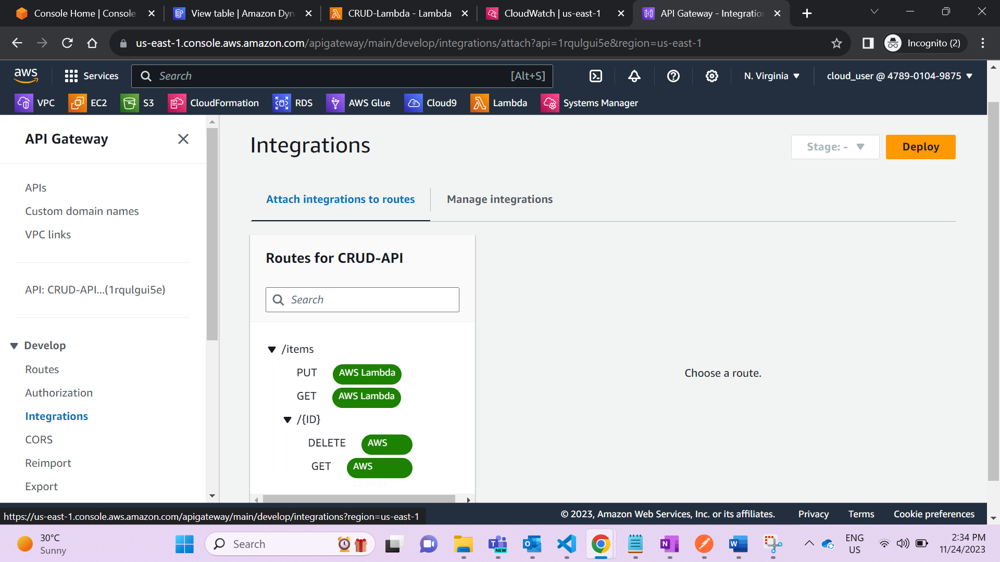 Console Home | Console
View table | Amazon Dyn
CRUD-Lambda - Lambda
CloudWatch | us-east-1
API Gateway - Integration
us-east-1.console.aws.amazon.com/apigateway/main/develop/integrations/attach?api=1rqulgui5e&region=us-east-1
Incognito (2)
aws
Services
Search
[Alt+S]
N. Virginia
cloud_user @ 4789-0104-9875
VPC
EC2
S3
CloudFormation
RDS
AWS Glue
Cloud9
Lambda
Systems Manager
API Gateway
APIs
Custom domain names
VPC links
API: CRUD-API...(1rqulgui5e)
Develop
Routes
Authorization
Integrations
CORS
Reimport
Export
Integrations
Stage: -
Deploy
Attach integrations to routes
Manage integrations
Routes for CRUD-API
Search
/items
PUT AWS Lambda
GET AWS Lambda
/{ID}
DELETE AWS
GET AWS
Lambda
Choose a route.
https://us-east-1.console.aws.amazon.com/apigateway/main/develop/integrations?region=us-east-1
© 2023, Amazon Web Services, Inc. or its affiliates.
Privacy
Terms
Cookie preferences
30°C
Sunny
Search
NEW
ENG
US
2:34 PM
11/24/2023